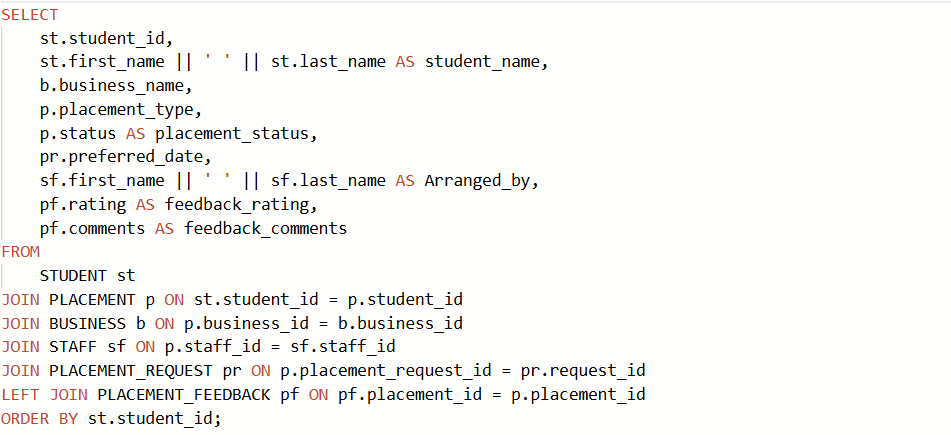 SELECT
st.student_id,
st.first_name || ' ' || st.last_name AS student_name,
b.business_name,
p.placement_type,
p.status AS placement_status,
pr.preferred_date,
sf.first_name || ' ' || sf.last_name AS Arranged_by,
pf.rating AS feedback_rating,
pf.comments AS feedback_comments
FROM
STUDENT st
JOIN PLACEMENT p ON st.student_id = p.student_id
JOIN BUSINESS b ON p.business_id = b.business_id
JOIN STAFF sf ON p.staff_id = sf.staff_id
JOIN PLACEMENT_REQUEST pr ON p.placement_request_id = pr.request_id
LEFT JOIN PLACEMENT_FEEDBACK pf ON pf.placement_id = p.placement_id
ORDER BY st.student_id;